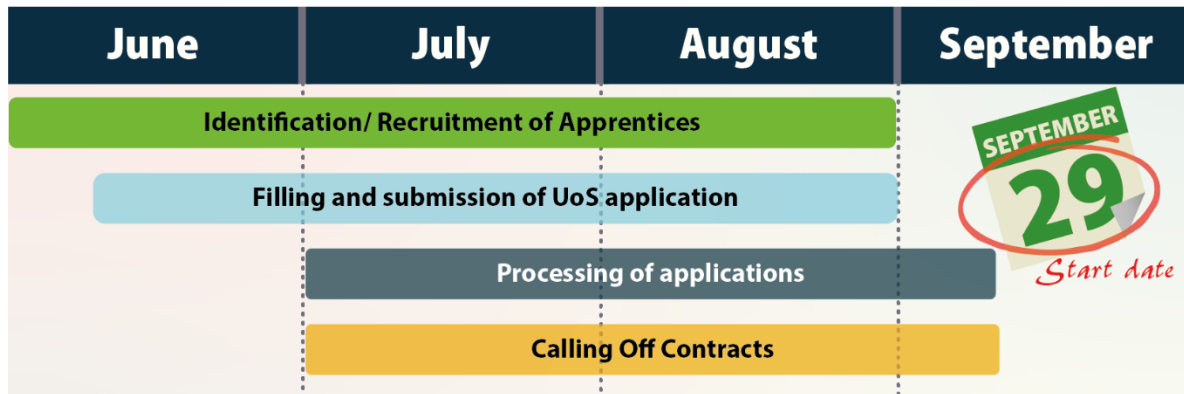 June July August September
Identification/ Recruitment of Apprentices
Filling and submission of UoS application
Processing of applications
Calling Off Contracts
SEPTEMBER
29
Start date